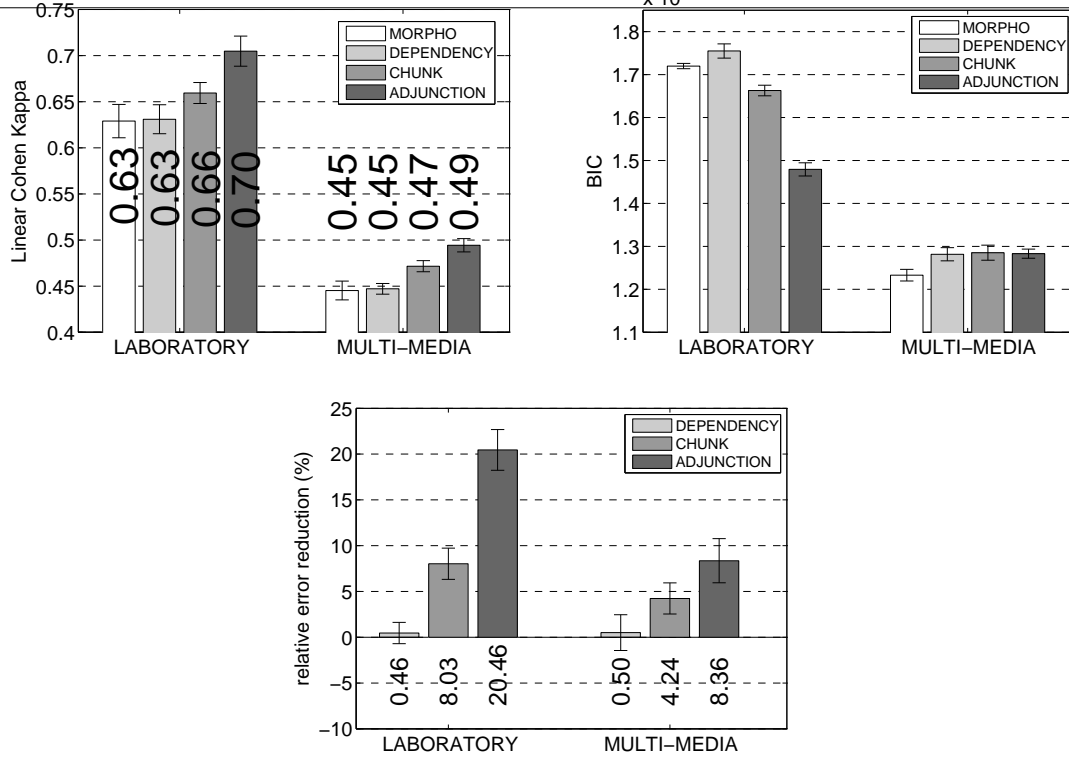 Linear Cohen Kappa
0.75
0.7
0.65
0.6
0.55
0.5
0.45
0.4
MORPHO
DEPENDENCY
CHUNK
ADJUNCTION
0.63
0.63
0.66
0.70
0.45
0.45
0.47
0.49
LABORATORY
MULTI−MEDIA
x 10
BIC
1.8
1.7
1.6
1.5
1.4
1.3
1.2
1.1
MORPHO
DEPENDENCY
CHUNK
ADJUNCTION
LABORATORY
MULTI−MEDIA
relative error reduction (%)
25
20
15
10
5
0
−5
−10
DEPENDENCY
CHUNK
ADJUNCTION
0.46
8.03
20.46
0.50
4.24
8.36
LABORATORY
MULTI−MEDIA